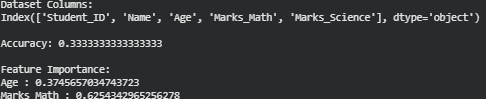 Dataset Columns:
Index(['Student_ID', 'Name', 'Age', 'Marks_Math', 'Marks_Science'], dtype='object')
Accuracy: 0.3333333333333333
Feature Importance:
Age : 0.3745657034743723
Marks_Math : 0.6254342965256278